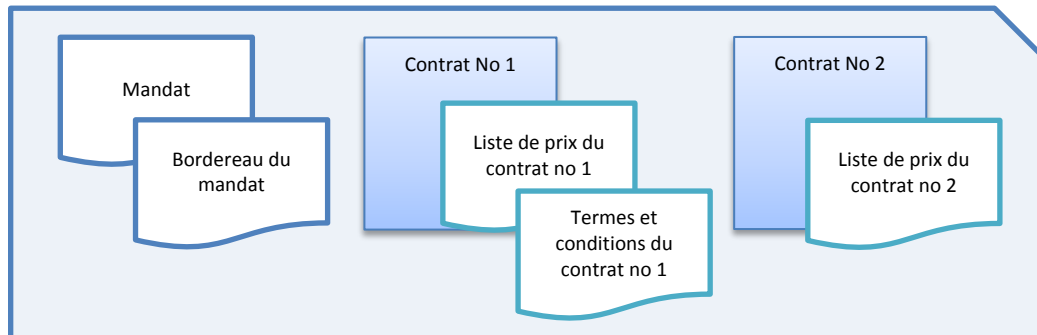 Mandat
Bordereau du
mandat
Contrat No 1
Liste de prix du
contrat no 1
Termes et
conditions du
contrat no 1
Contrat No 2
Liste de prix du
contrat no 2